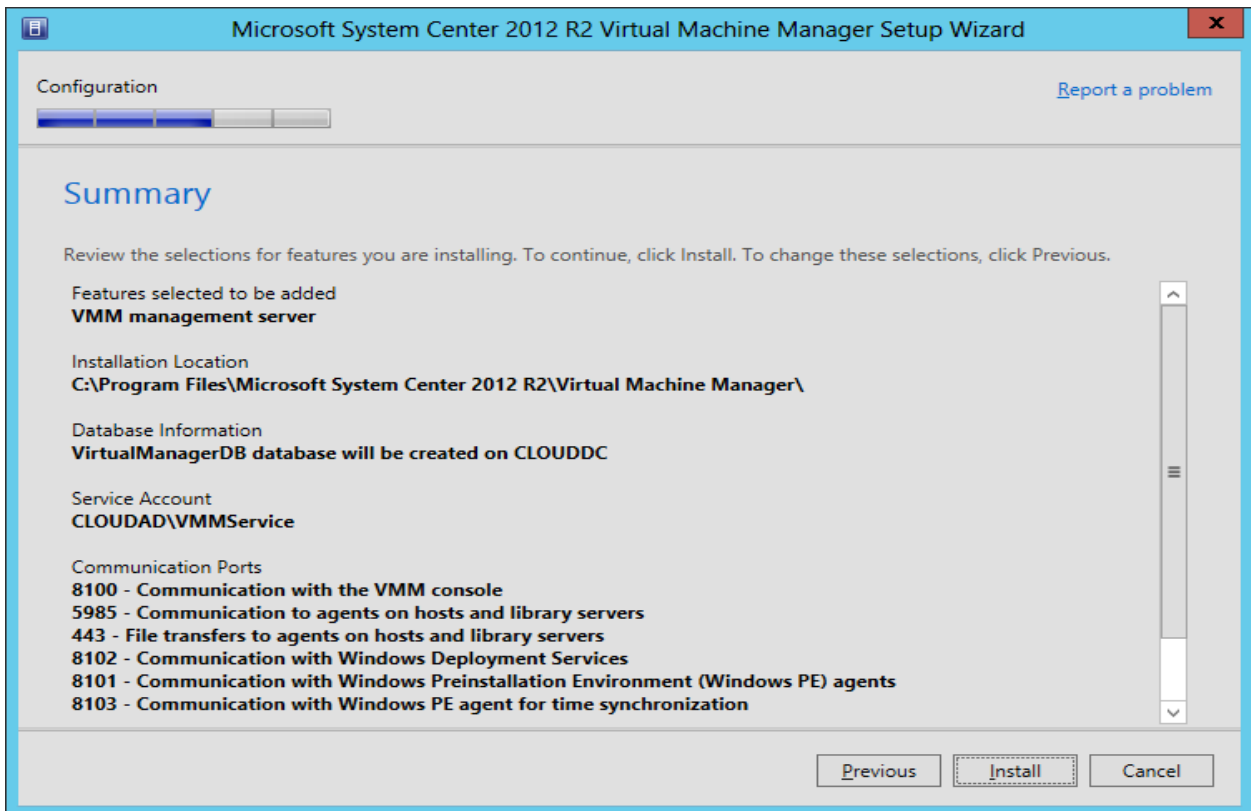 Microsoft System Center 2012 R2 Virtual Machine Manager Setup Wizard
x
Configuration
Report a problem
Summary
Review the selections for features you are installing. To continue, click Install. To change these selections, click Previous.
Features selected to be added
VMM management server
Installation Location
C:\Program Files\Microsoft System Center 2012 R2\Virtual Machine Manager\
Database Information
VirtualManagerDB database will be created on CLOUDDC
Service Account
CLOUDAD\VMMService
Communication Ports
8100 - Communication with the VMM console
5985 - Communication to agents on hosts and library servers
443 - File transfers to agents on hosts and library servers
8102 - Communication with Windows Deployment Services
8101 - Communication with Windows Preinstallation Environment (Windows PE) agents
8103 - Communication with Windows PE agent for time synchronization
Previous Install Cancel